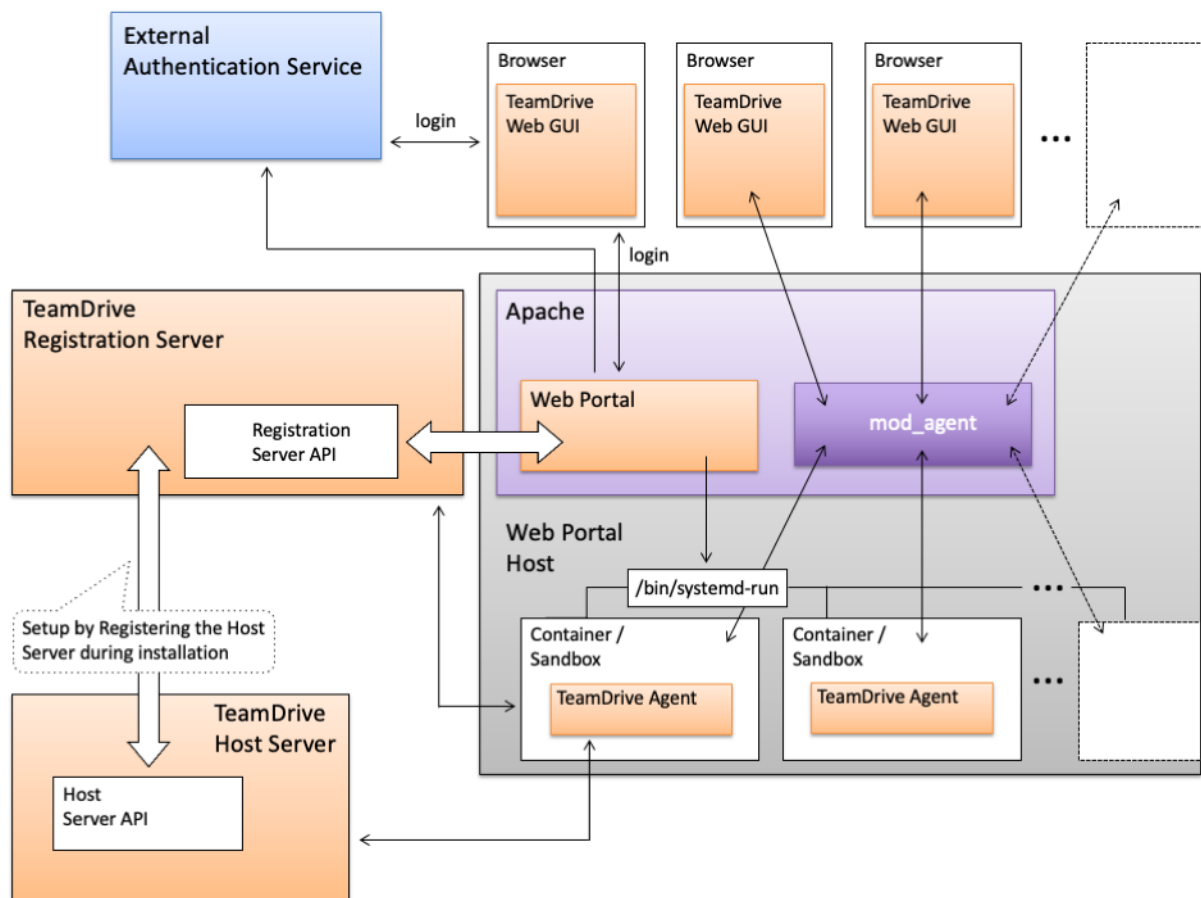 External
Authentication Service
login
Browser
TeamDrive
Web GUI
Browser
TeamDrive
Web GUI
Browser
TeamDrive
Web GUI
...
login
TeamDrive
Registration Server
Registration
Server API
Apache
Web Portal
mod_agent
Web Portal
Host
/bin/systemd-run
...
Setup by Registering the Host
Server during installation
Container /
Sandbox
TeamDrive Agent
Container /
Sandbox
TeamDrive Agent
...
TeamDrive
Host Server
Host
Server API